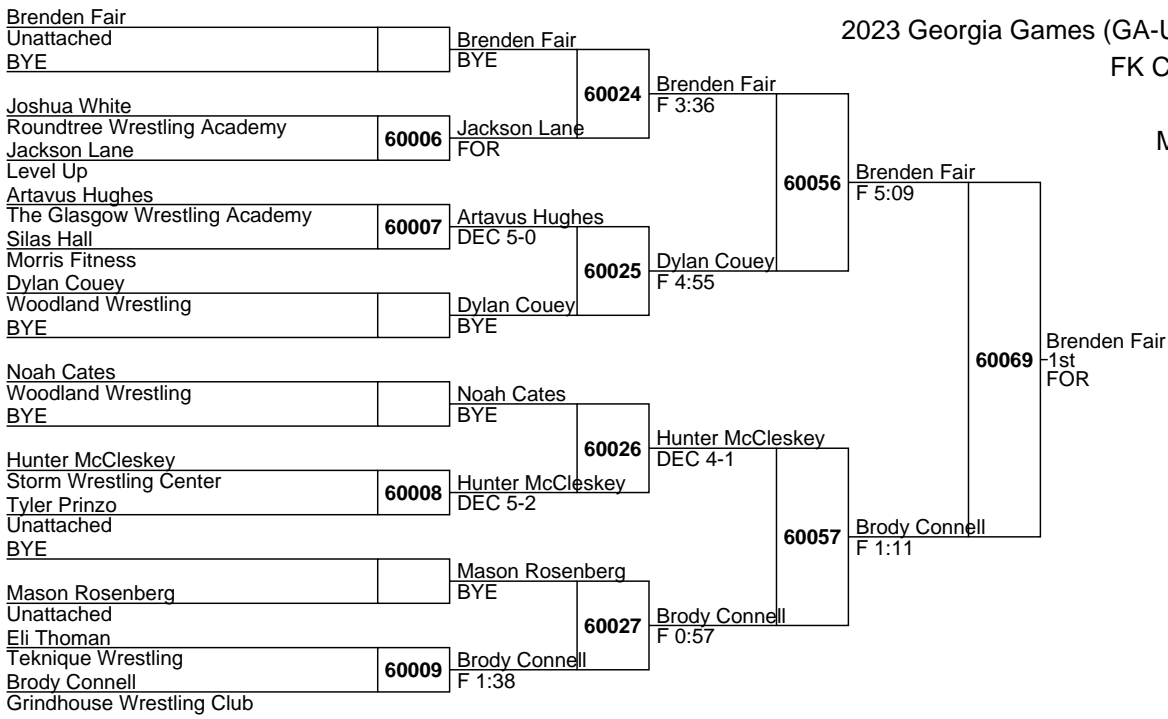 2023 Georgia Games (GA-U
FK C
M
Brenden Fair
Unattached
BYE
Joshua White
Roundtree Wrestling Academy
60006
Jackson Lane
Level Up
Artavus Hughes
The Glasgow Wrestling Academy
60007
Silas Hall
Morris Fitness
Dylan Couey
Woodland Wrestling
BYE
Noah Cates
Woodland Wrestling
BYE
Hunter McCleskey
Storm Wrestling Center
60008
Tyler Prinzo
Unattached
BYE
Mason Rosenberg
Unattached
Eli Thoman
Teknique Wrestling
60009
Brody Connell
Grindhouse Wrestling Club
Brenden Fair
BYE
60024
Jackson Lane
FOR
Artavus Hughes
DEC 5-0
60025
Dylan Couey
BYE
Noah Cates
BYE
60026
Hunter McCleskey
DEC 5-2
Mason Rosenberg
BYE
60027
Brody Connell
F 1:38
Brenden Fair
F 3:36
60056
Dylan Couey
F 4:55
Hunter McCleskey
DEC 4-1
60057
Brody Connell
F 0:57
Brenden Fair
F 5:09
60069
Brody Connell
F 1:11
Brenden Fair
1st
FOR